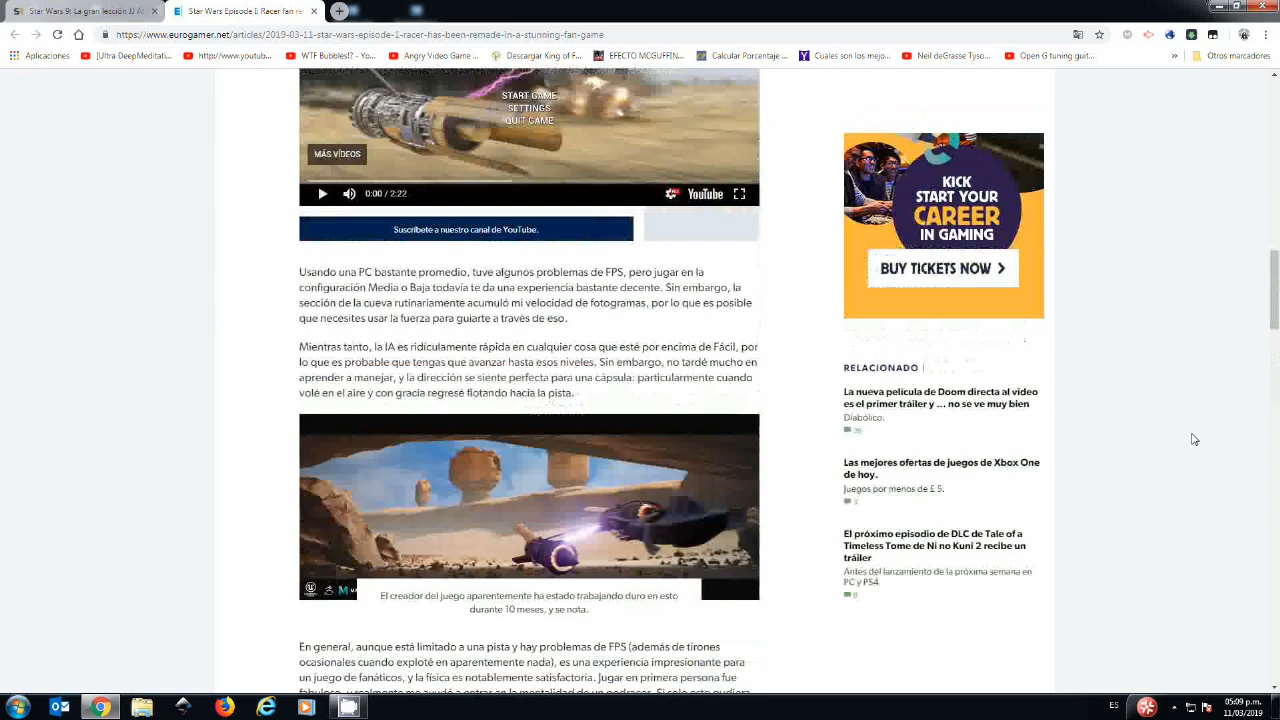 Star Wars 9: La gran lección JJ Ab
Star Wars Episode I Racer fan re
https://www.eurogamer.net/articles/2019-03-11-star-wars-episode-1-racer-has-been-remade-in-a-stunning-fan-game
Aplicaciones
[Ultra DeepMeditati...
http//www.youtub...
WTF Bubbles!? - Yo...
Angry Video Game ...
Descargar King of F...
EFECTO MCGUFFIN...
Calcular Porcentaje ...
Cuales son los mejo...
Neil deGrasse Tyso...
Open G tuning guit...
»
Otros marcadores
START GAME
SETTINGS
QUIT GAME
MÁS VÍDEOS
0:00 / 2:22
YouTube
Suscríbete a nuestro canal de YouTube.
Usando una PC bastante promedio, tuve algunos problemas de FPS, pero jugar en la
configuración Media o Baja todavía te da una experiencia bastante decente. Sin embargo, la
sección de la cueva rutinariamente acumuló mi velocidad de fotogramas, por lo que es posible
que necesites usar la fuerza para guiarte a través de eso.
Mientras tanto, la IA es ridículamente rápida en cualquier cosa que esté por encima de Fácil, por
lo que es probable que tengas que avanzar hasta esos niveles. Sin embargo, no tardé mucho en
aprender a manejar, y la dirección se siente perfecta para una cápsula: particularmente cuando
volé en el aire y con gracia regresé flotando hacia la pista.
El creador del juego aparentemente ha estado trabajando duro en esto
durante 10 meses, y se nota.
En general, aunque está limitado a una pista y hay problemas de FPS (además de tirones
ocasionales cuando exploté en aparentemente nada), es una experiencia impresionante para
un juego de fanáticos, y la física es notablemente satisfactoria. Jugar en primera persona fue
KICK
START YOUR
CAREER
IN GAMING
BUY TICKETS NOW
RELACIONADO
La nueva película de Doom directa al video
es el primer tráiler y ... no se ve muy bien
Diabólico.
Las mejores ofertas de juegos de Xbox One
de hoy.
Juegos por menos de £ 5.
El próximo episodio de DLC de Tale of a
Timeless Tome de Ni no Kuni 2 recibe un
tráiler
Antes del lanzamiento de la próxima semana en
PC y PS4.
ES
05:09 p.m.
11/03/2019